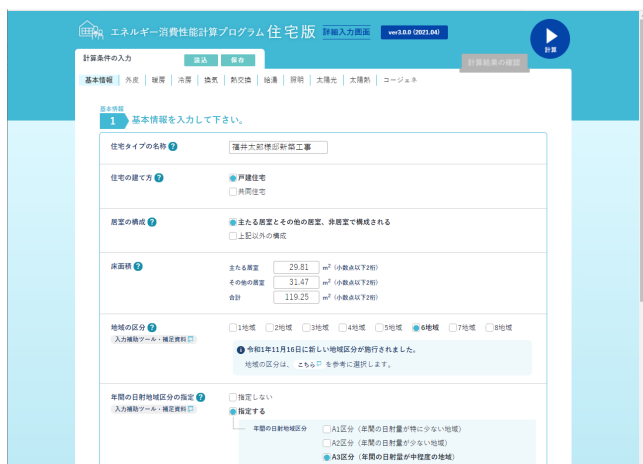 エネルギー消費性能計算プログラム 住宅版 詳細入力画面 ver3.0.0 (2021.04)
計算
計算条件の入力 読込 保存
計算結果の確認
基本情報 外皮 暖房 冷房 換気 熱交換 給湯 照明 太陽光 太陽熱 コージェネ
基本情報
1 基本情報を入力して下さい。
住宅タイプの名称 ? 福井太郎様邸新築工事
住宅の建て方 ? 戸建住宅
共同住宅
居室の構成 ? 主たる居室とその他の居室、非居室で構成される
上記以外の構成
床面積 ? 主たる居室 29.81 m² (小数点以下2桁)
その他の居室 31.47 m² (小数点以下2桁)
合計 119.25 m² (小数点以下2桁)
地域の区分 ? 1地域 2地域 3地域 4地域 5地域 6地域 7地域 8地域
入力補助ツール・補足資料
令和1年11月16日に新しい地域区分が施行されました。
地域の区分は、 こちら を参考に選択します。
年間の日射地域区分の指定 ? 指定しない
入力補助ツール・補足資料 指定する
年間の日射地域区分 A1区分（年間の日射量が特に少ない地域）
A2区分（年間の日射量が少ない地域）
A3区分（年間の日射量が中程度の地域）